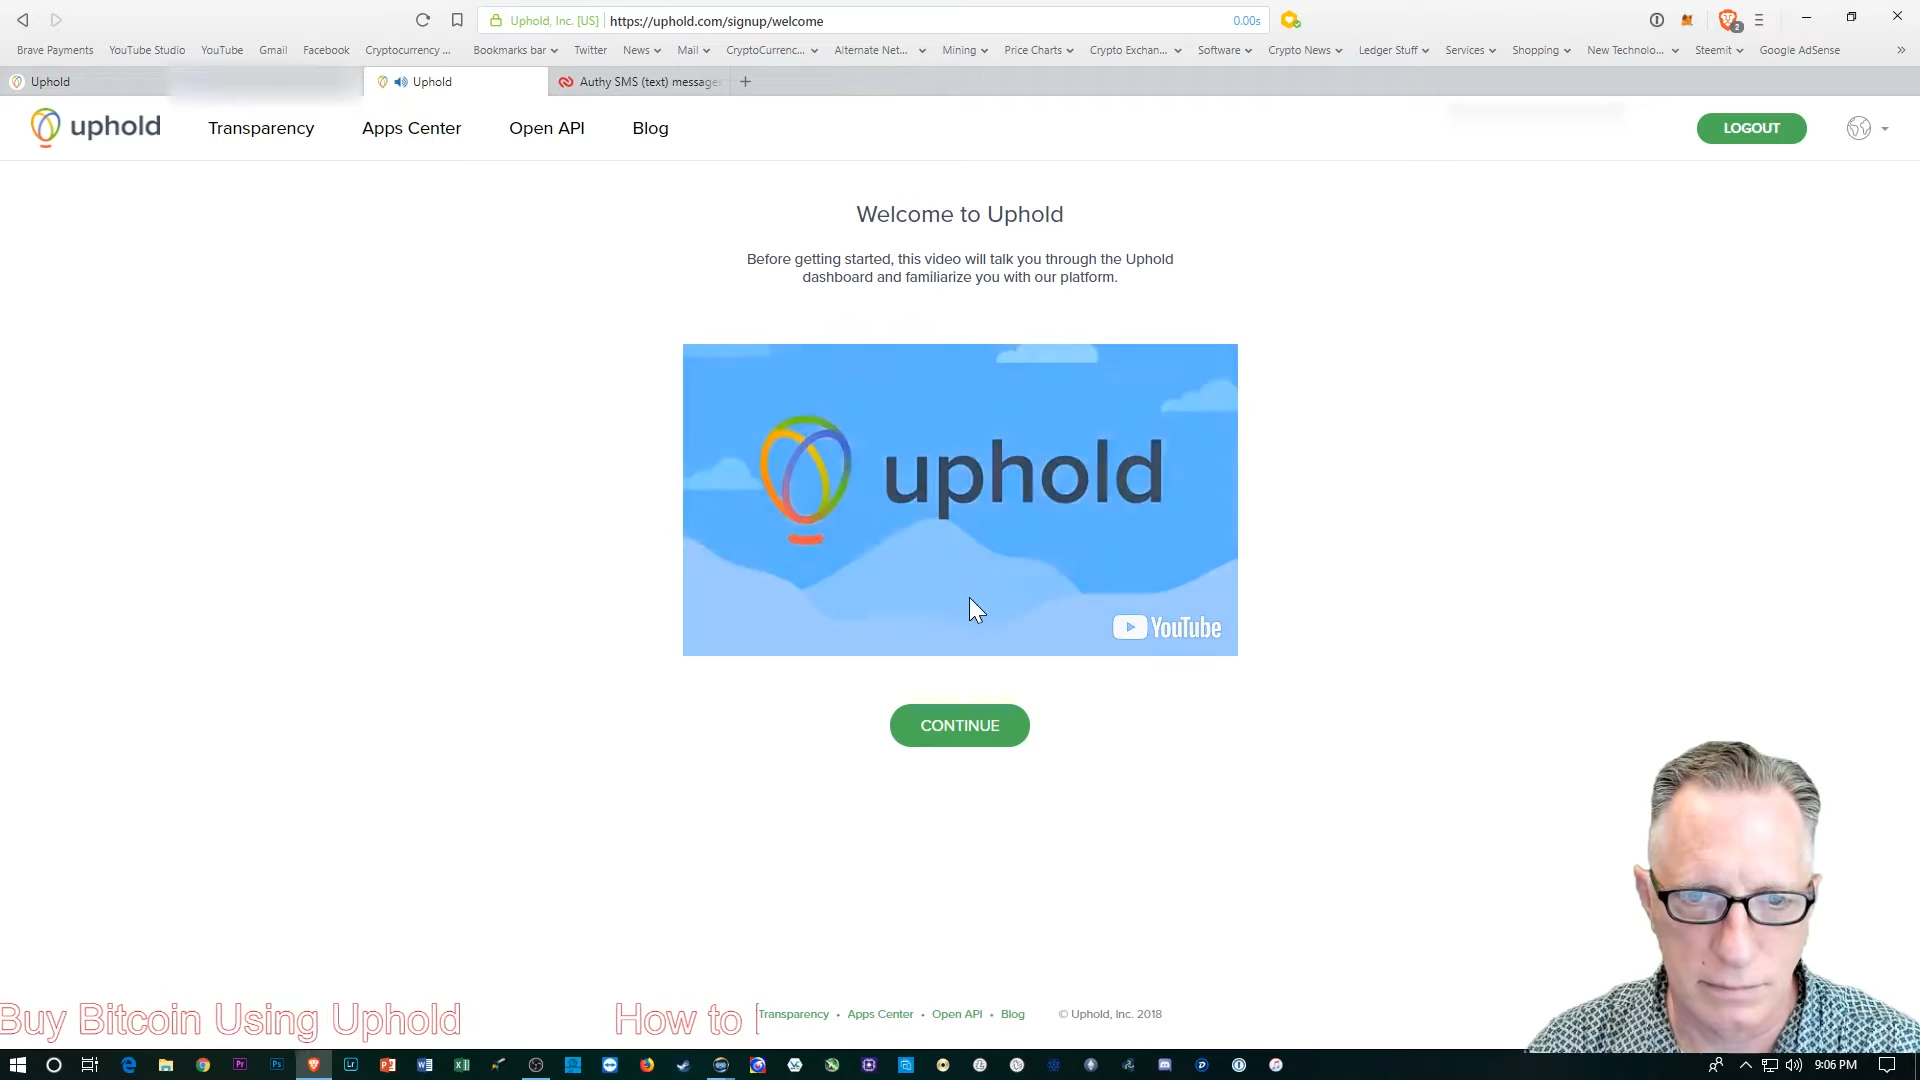 Uphold, Inc. [US] https://uphold.com/signup/welcome 0.00s
2
Brave Payments YouTube Studio YouTube Gmail Facebook Cryptocurrency ... Bookmarks bar Twitter News Mail CryptoCurrenc... Alternate Net... Mining Price Charts Crypto Exchan... Software Crypto News Ledger Stuff Services Shopping New Technolo... Steemit Google AdSense
Uphold Uphold Authy SMS (text) messages
uphold Transparency Apps Center Open API Blog LOGOUT
Welcome to Uphold
Before getting started, this video will talk you through the Uphold
dashboard and familiarize you with our platform.
uphold
YouTube
CONTINUE
Buy Bitcoin Using Uphold How to
Transparency • Apps Center • Open API • Blog © Uphold, Inc. 2018
9:06 PM